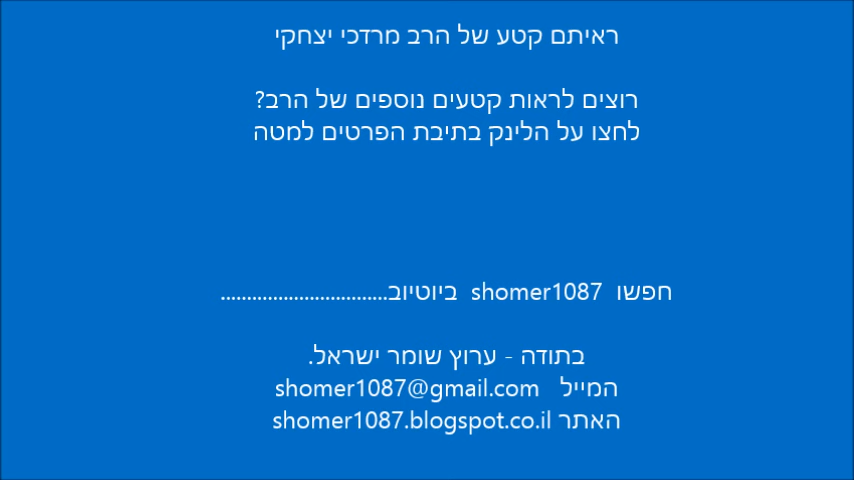 ראיתם קטע של הרב מרדכי יצחקי
רוצים לראות קטעים נוספים של הרב?
לחצו על הלינק בתיבת הפרטים למטה
חפשו shomer1087 ביוטיוב................................
בתודה - ערוץ שומר ישראל.
המייל shomer1087@gmail.com
האתר shomer1087.blogspot.co.il